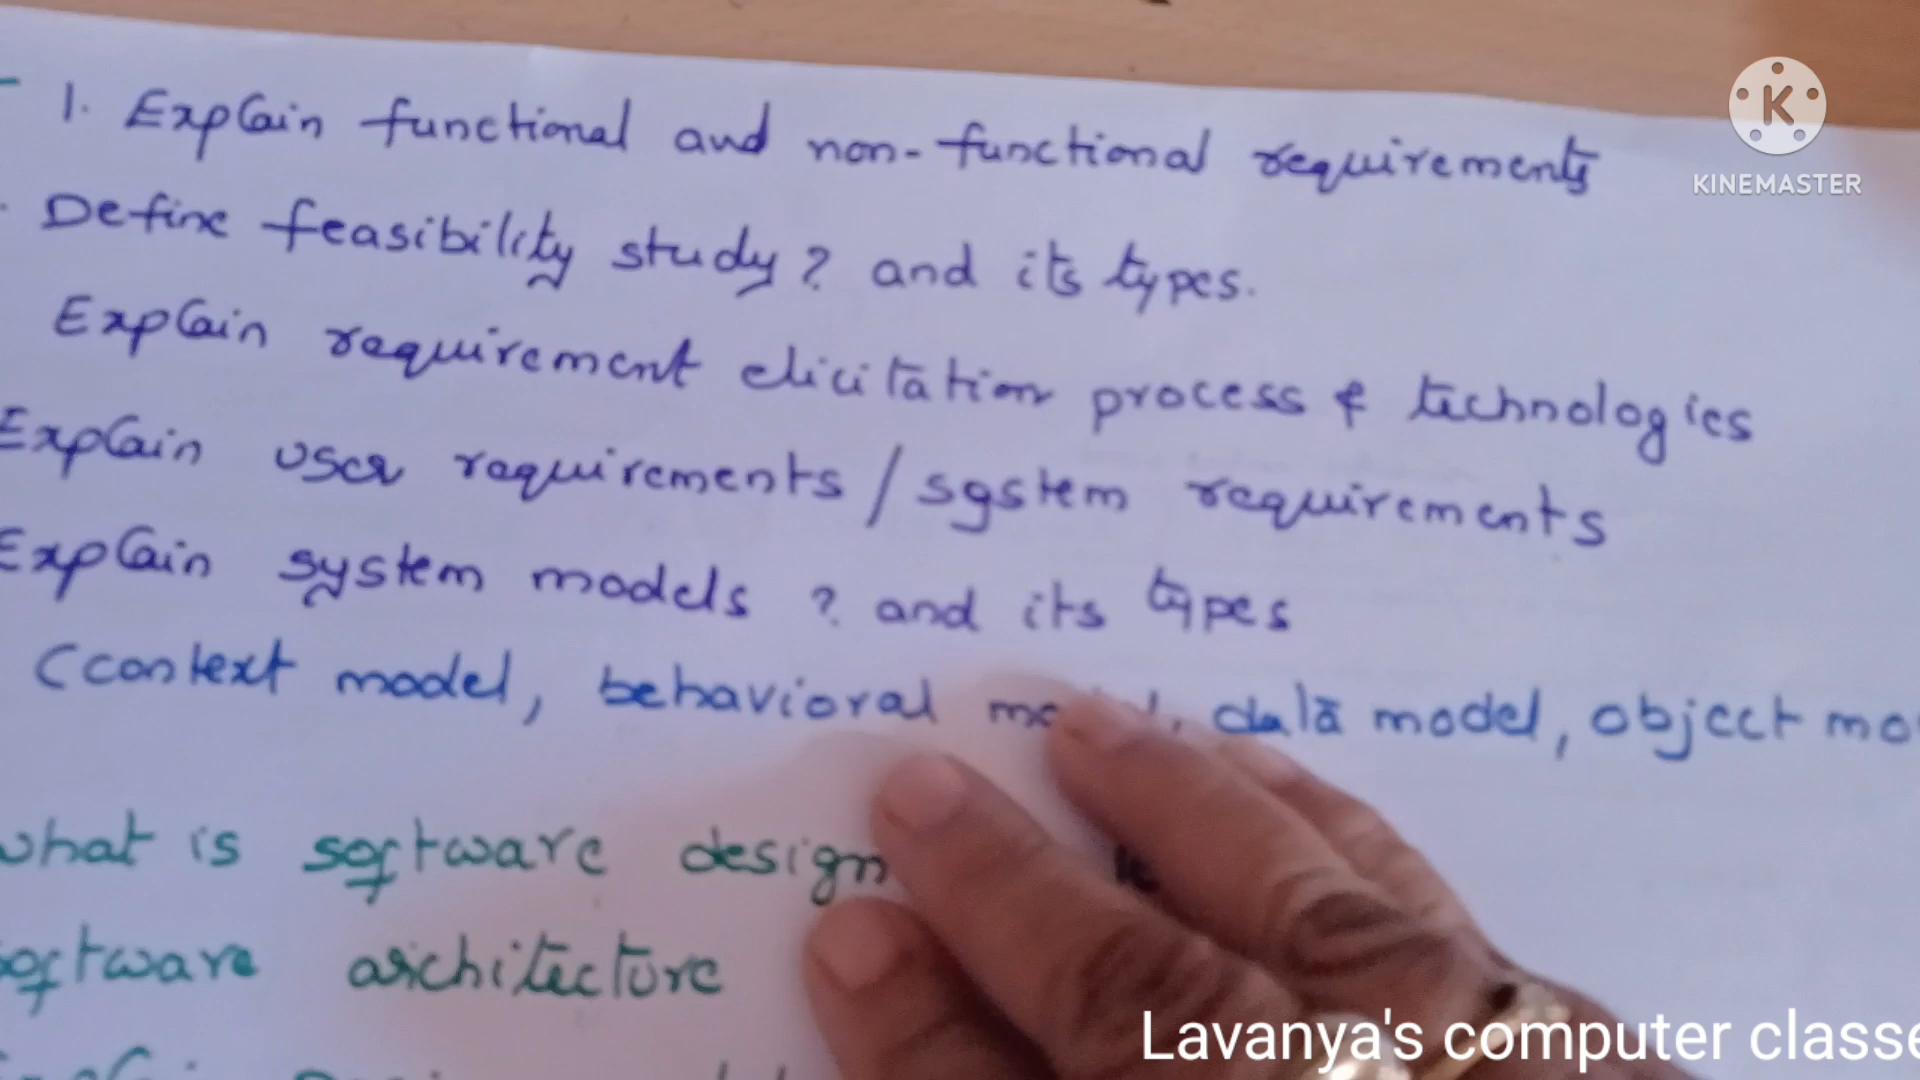 1. Explain functional and non-functional requirements
K
KINEMASTER
Define feasibility study? and its types.
Explain requirement elicitation process & technologies
Explain user requirements / system requirements
Explain system models ? and its types
(context model, behavioral data model, object
what is software design
software architecture
Lavanya's computer classe